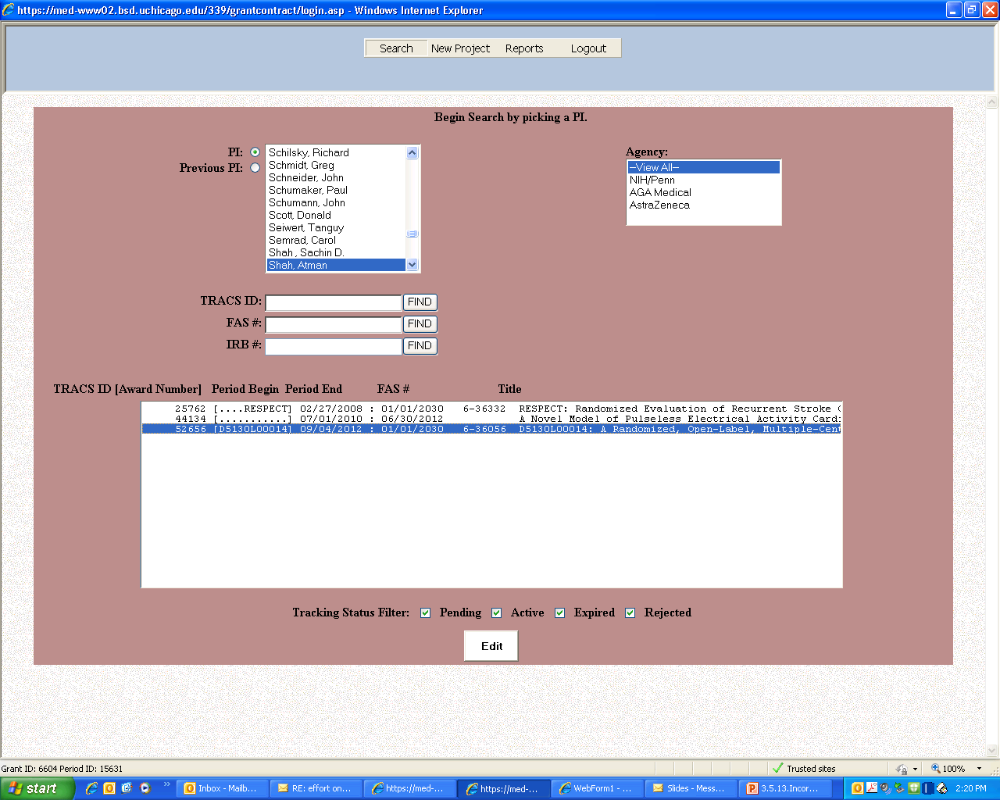 https://med-www02.bsd.uchicago.edu/339/grantcontract/login.asp - Windows Internet Explorer
Search New Project Reports Logout
Begin Search by picking a PI.
PI:
Previous PI:
Schilsky, Richard
Schmidt, Greg
Schneider, John
Schumaker, Paul
Schumann, John
Scott, Donald
Seiwert, Tanguy
Semrad, Carol
Shah , Sachin D.
Shah, Atman
Agency:
--View All--
NIH/Penn
AGA Medical
AstraZeneca
TRACS ID: FIND
FAS #: FIND
IRB #: FIND
TRACS ID [Award Number] Period Begin Period End FAS # Title
25762 [....RESPECT] 02/27/2008 : 01/01/2030 6-36332 RESPECT: Randomized Evaluation of Recurrent Stroke
44134 [...........] 07/01/2010 : 06/30/2012 A Novel Model of Pulseless Electrical Activity Card
52656 [D5130L00014] 09/04/2012 : 01/01/2030 6-36056 D5130L00014: A Randomized, Open-Label, Multiple-Cent
Tracking Status Filter: Pending Active Expired Rejected
Edit
Grant ID: 6604 Period ID: 15631 Trusted sites 100%
start Inbox - Mailb... RE: effort on... https://med-... https://med-... WebForm1 - ... Slides - Mess... 3.5.13.Incor... 2:20 PM